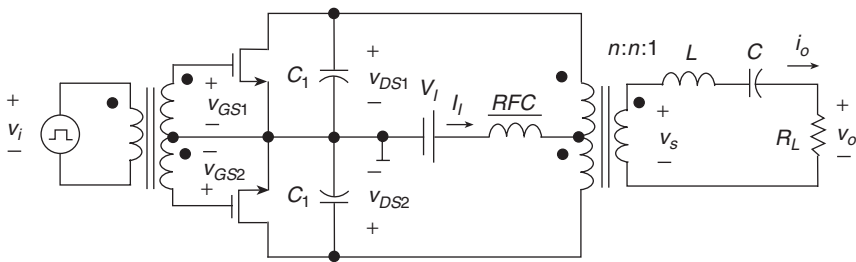 n:n:1
L
C
i_o
+
v_i
−
+
v_GS1
−
−
v_GS2
+
C_1
+
v_DS1
−
V_I
I_I
RFC
C_1
−
v_DS2
+
+
v_s
−
R_L
+
v_o
−